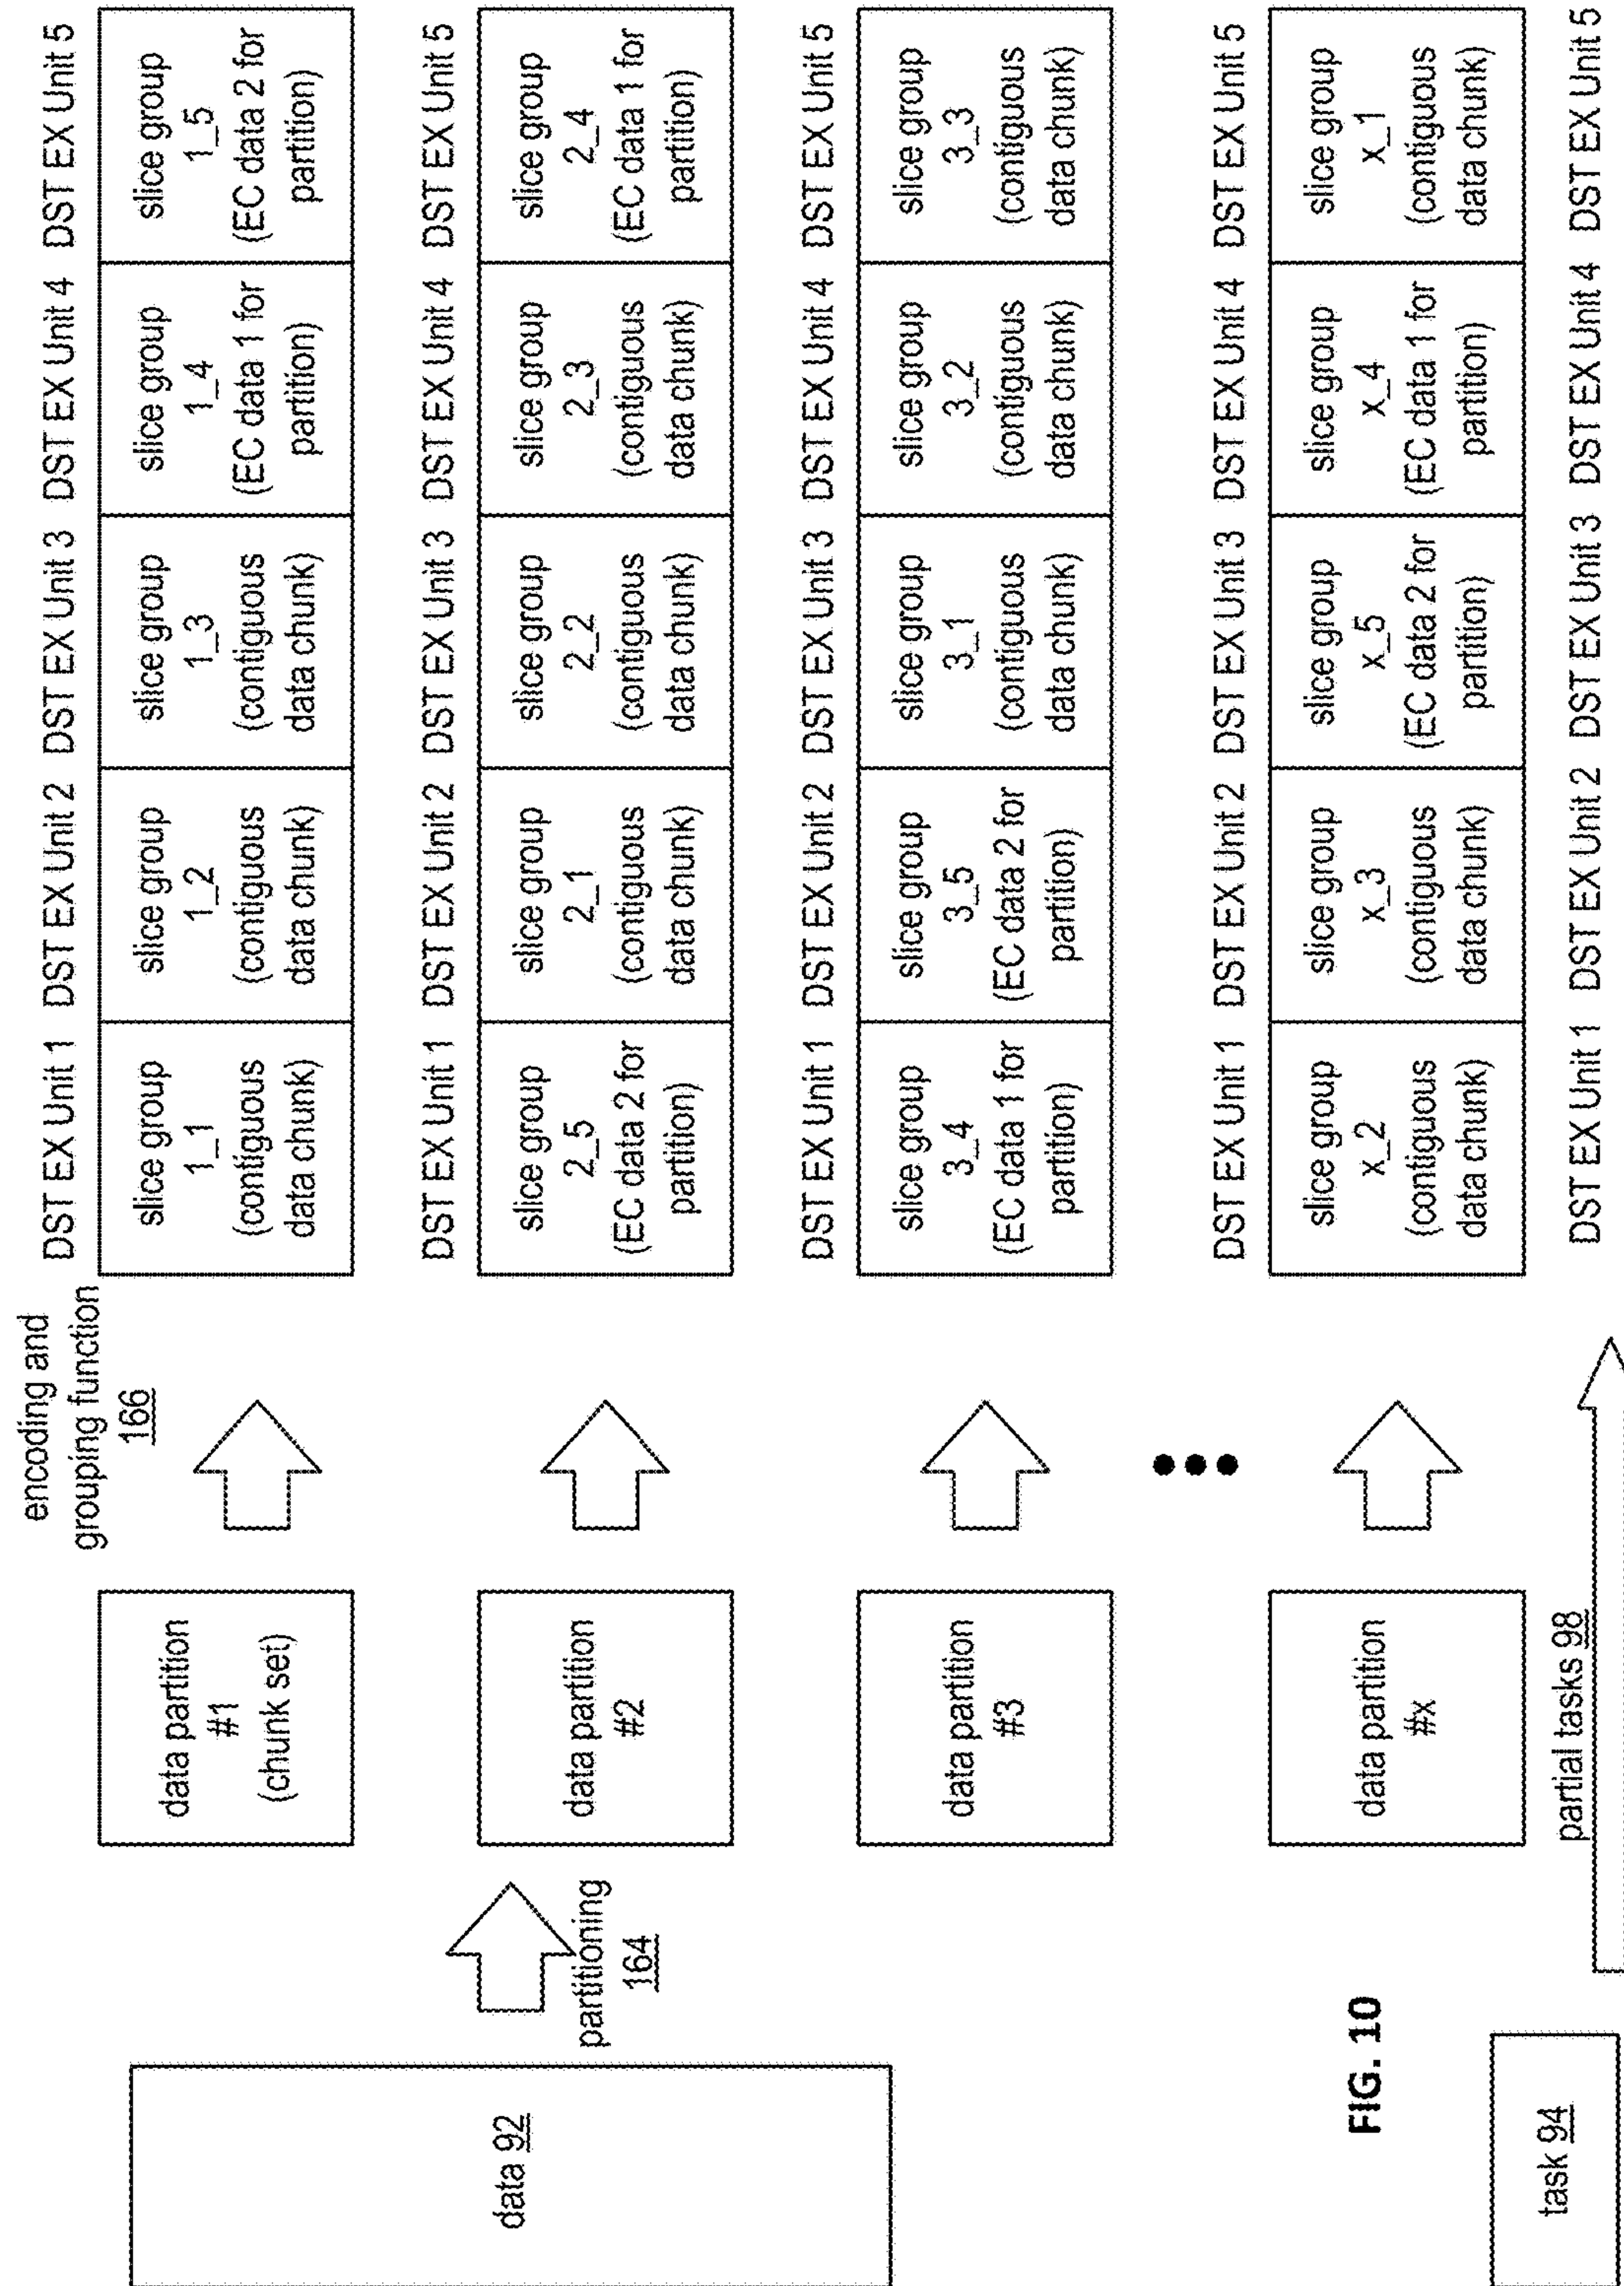 encoding and
grouping function
166
data 92
partitioning
164
data partition
#1
(chunk set)
DST EX Unit 1 DST EX Unit 2 DST EX Unit 3 DST EX Unit 4 DST EX Unit 5
slice group
1_1
(contiguous
data chunk)
slice group
1_2
(contiguous
data chunk)
slice group
1_3
(contiguous
data chunk)
slice group
1_4
(EC data 1 for
partition)
slice group
1_5
(EC data 2 for
partition)
data partition
#2
DST EX Unit 1 DST EX Unit 2 DST EX Unit 3 DST EX Unit 4 DST EX Unit 5
slice group
2_5
(EC data 2 for
partition)
slice group
2_1
(contiguous
data chunk)
slice group
2_2
(contiguous
data chunk)
slice group
2_3
(contiguous
data chunk)
slice group
2_4
(EC data 1 for
partition)
data partition
#3
DST EX Unit 1 DST EX Unit 2 DST EX Unit 3 DST EX Unit 4 DST EX Unit 5
slice group
3_4
(EC data 1 for
partition)
slice group
3_5
(EC data 2 for
partition)
slice group
3_1
(contiguous
data chunk)
slice group
3_2
(contiguous
data chunk)
slice group
3_3
(contiguous
data chunk)
data partition
#x
DST EX Unit 1 DST EX Unit 2 DST EX Unit 3 DST EX Unit 4 DST EX Unit 5
slice group
x_2
(contiguous
data chunk)
slice group
x_3
(contiguous
data chunk)
slice group
x_5
(EC data 2 for
partition)
slice group
x_4
(EC data 1 for
partition)
slice group
x_1
(contiguous
data chunk)
FIG. 10
task 94
partial tasks 98
DST EX Unit 1 DST EX Unit 2 DST EX Unit 3 DST EX Unit 4 DST EX Unit 5